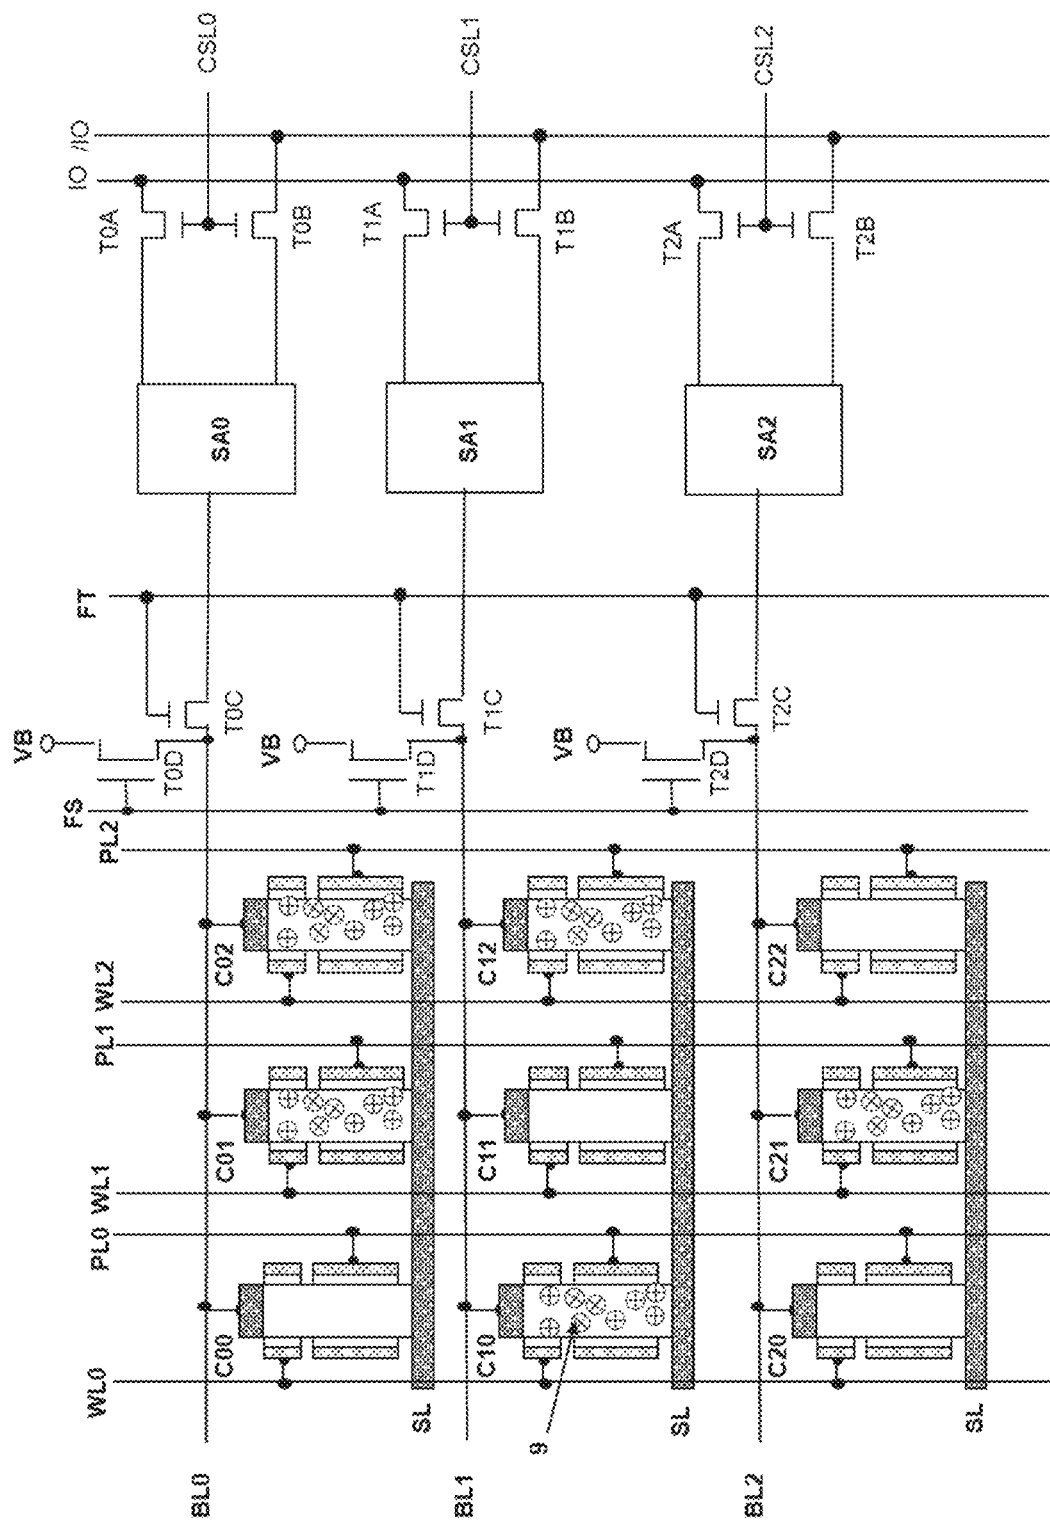 CSL0
CSL1
CSL2
IO /IO
T0A
T0B
T1A
T1B
T2A
T2B
SA0
SA1
SA2
FT
VB
T0D
T0C
VB
T1D
T1C
VB
T2D
T2C
FS
PL2
C02
C12
C22
PL1 WL2
C01
C11
C21
PL0 WL1
C00
C10
C20
WL0
SL
SL
SL
9
BL0
BL1
BL2